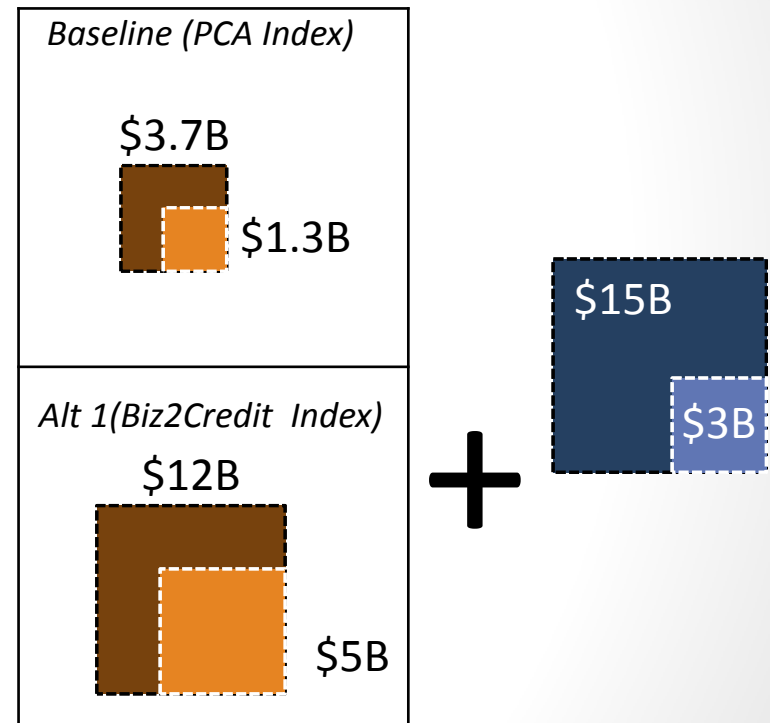 Baseline (PCA Index)
$3.7B
$1.3B
Alt 1(Biz2Credit  Index)
$12B
$5B
+
$15B
$3B